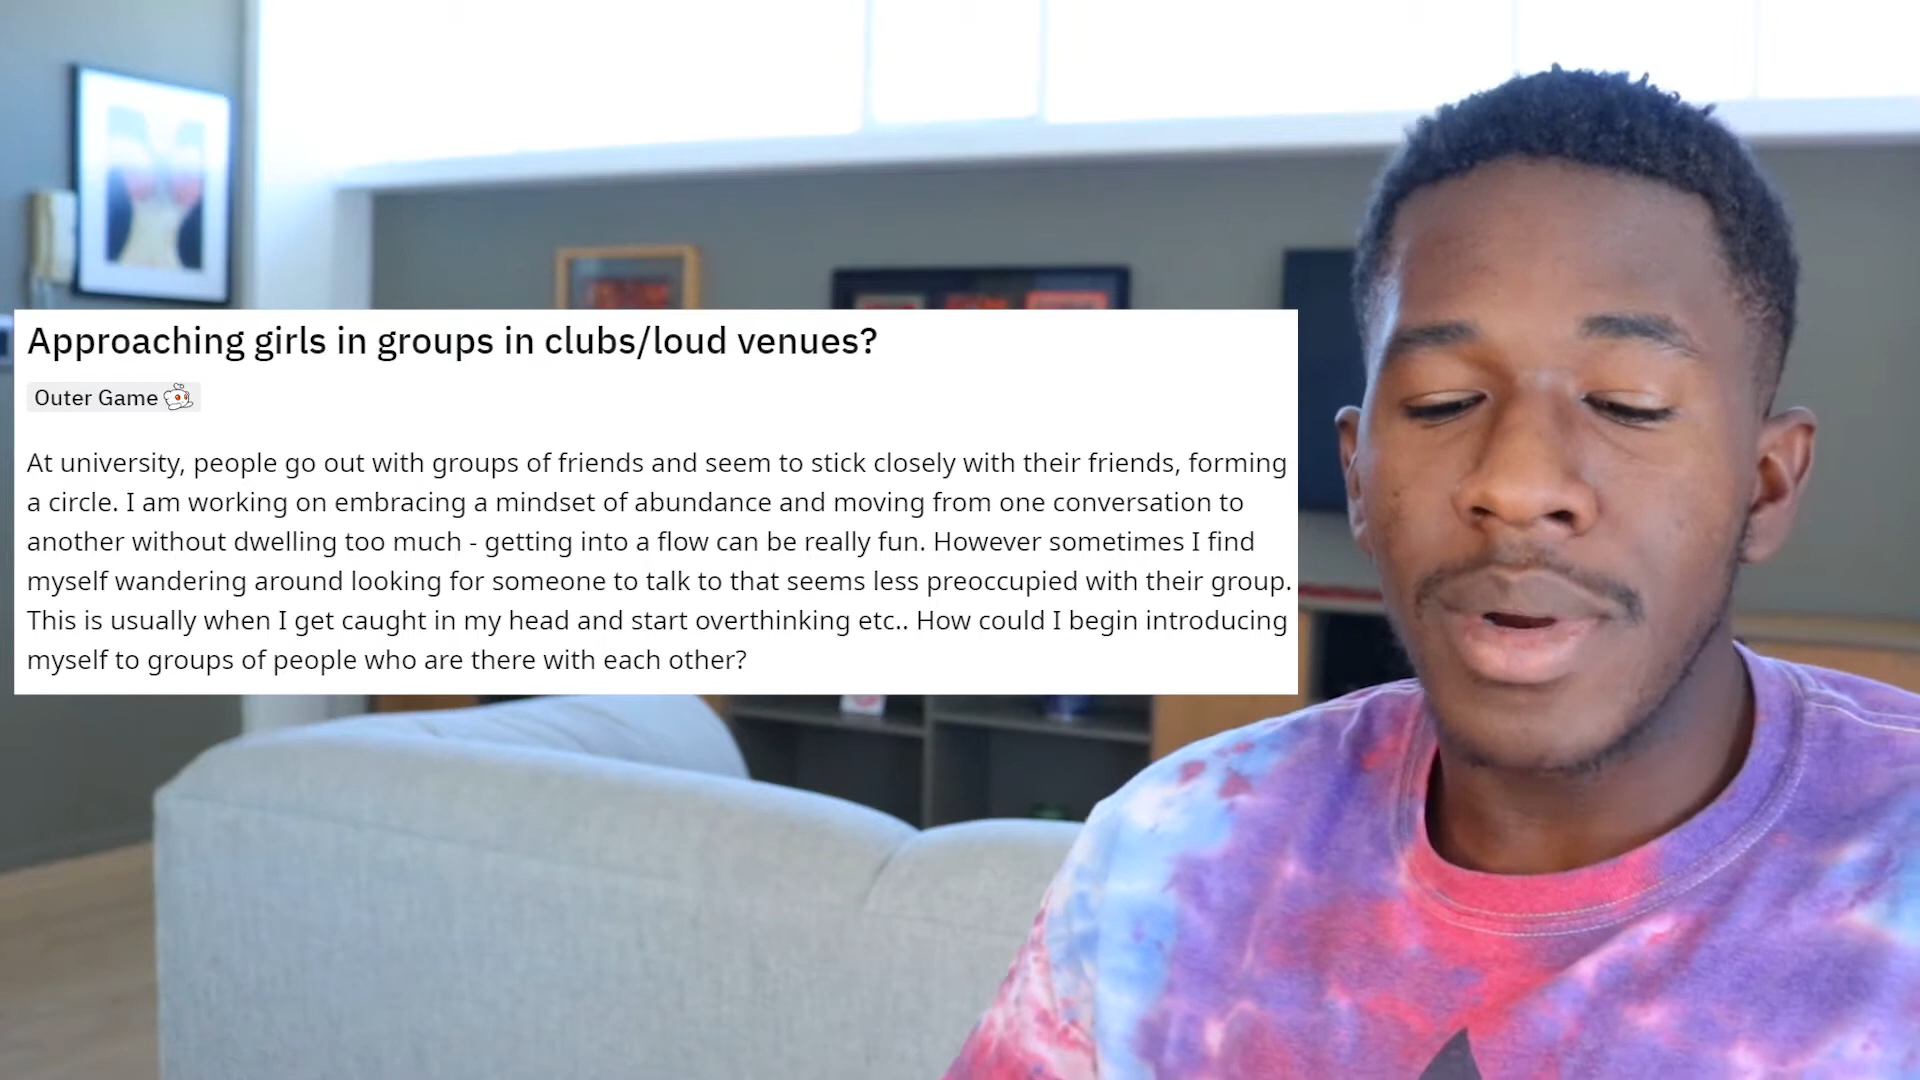 Approaching girls in groups in clubs/loud venues?
Outer Game
At university, people go out with groups of friends and seem to stick closely with their friends, forming
a circle. I am working on embracing a mindset of abundance and moving from one conversation to
another without dwelling too much - getting into a flow can be really fun. However sometimes I find
myself wandering around looking for someone to talk to that seems less preoccupied with their group.
This is usually when I get caught in my head and start overthinking etc.. How could I begin introducing
myself to groups of people who are there with each other?